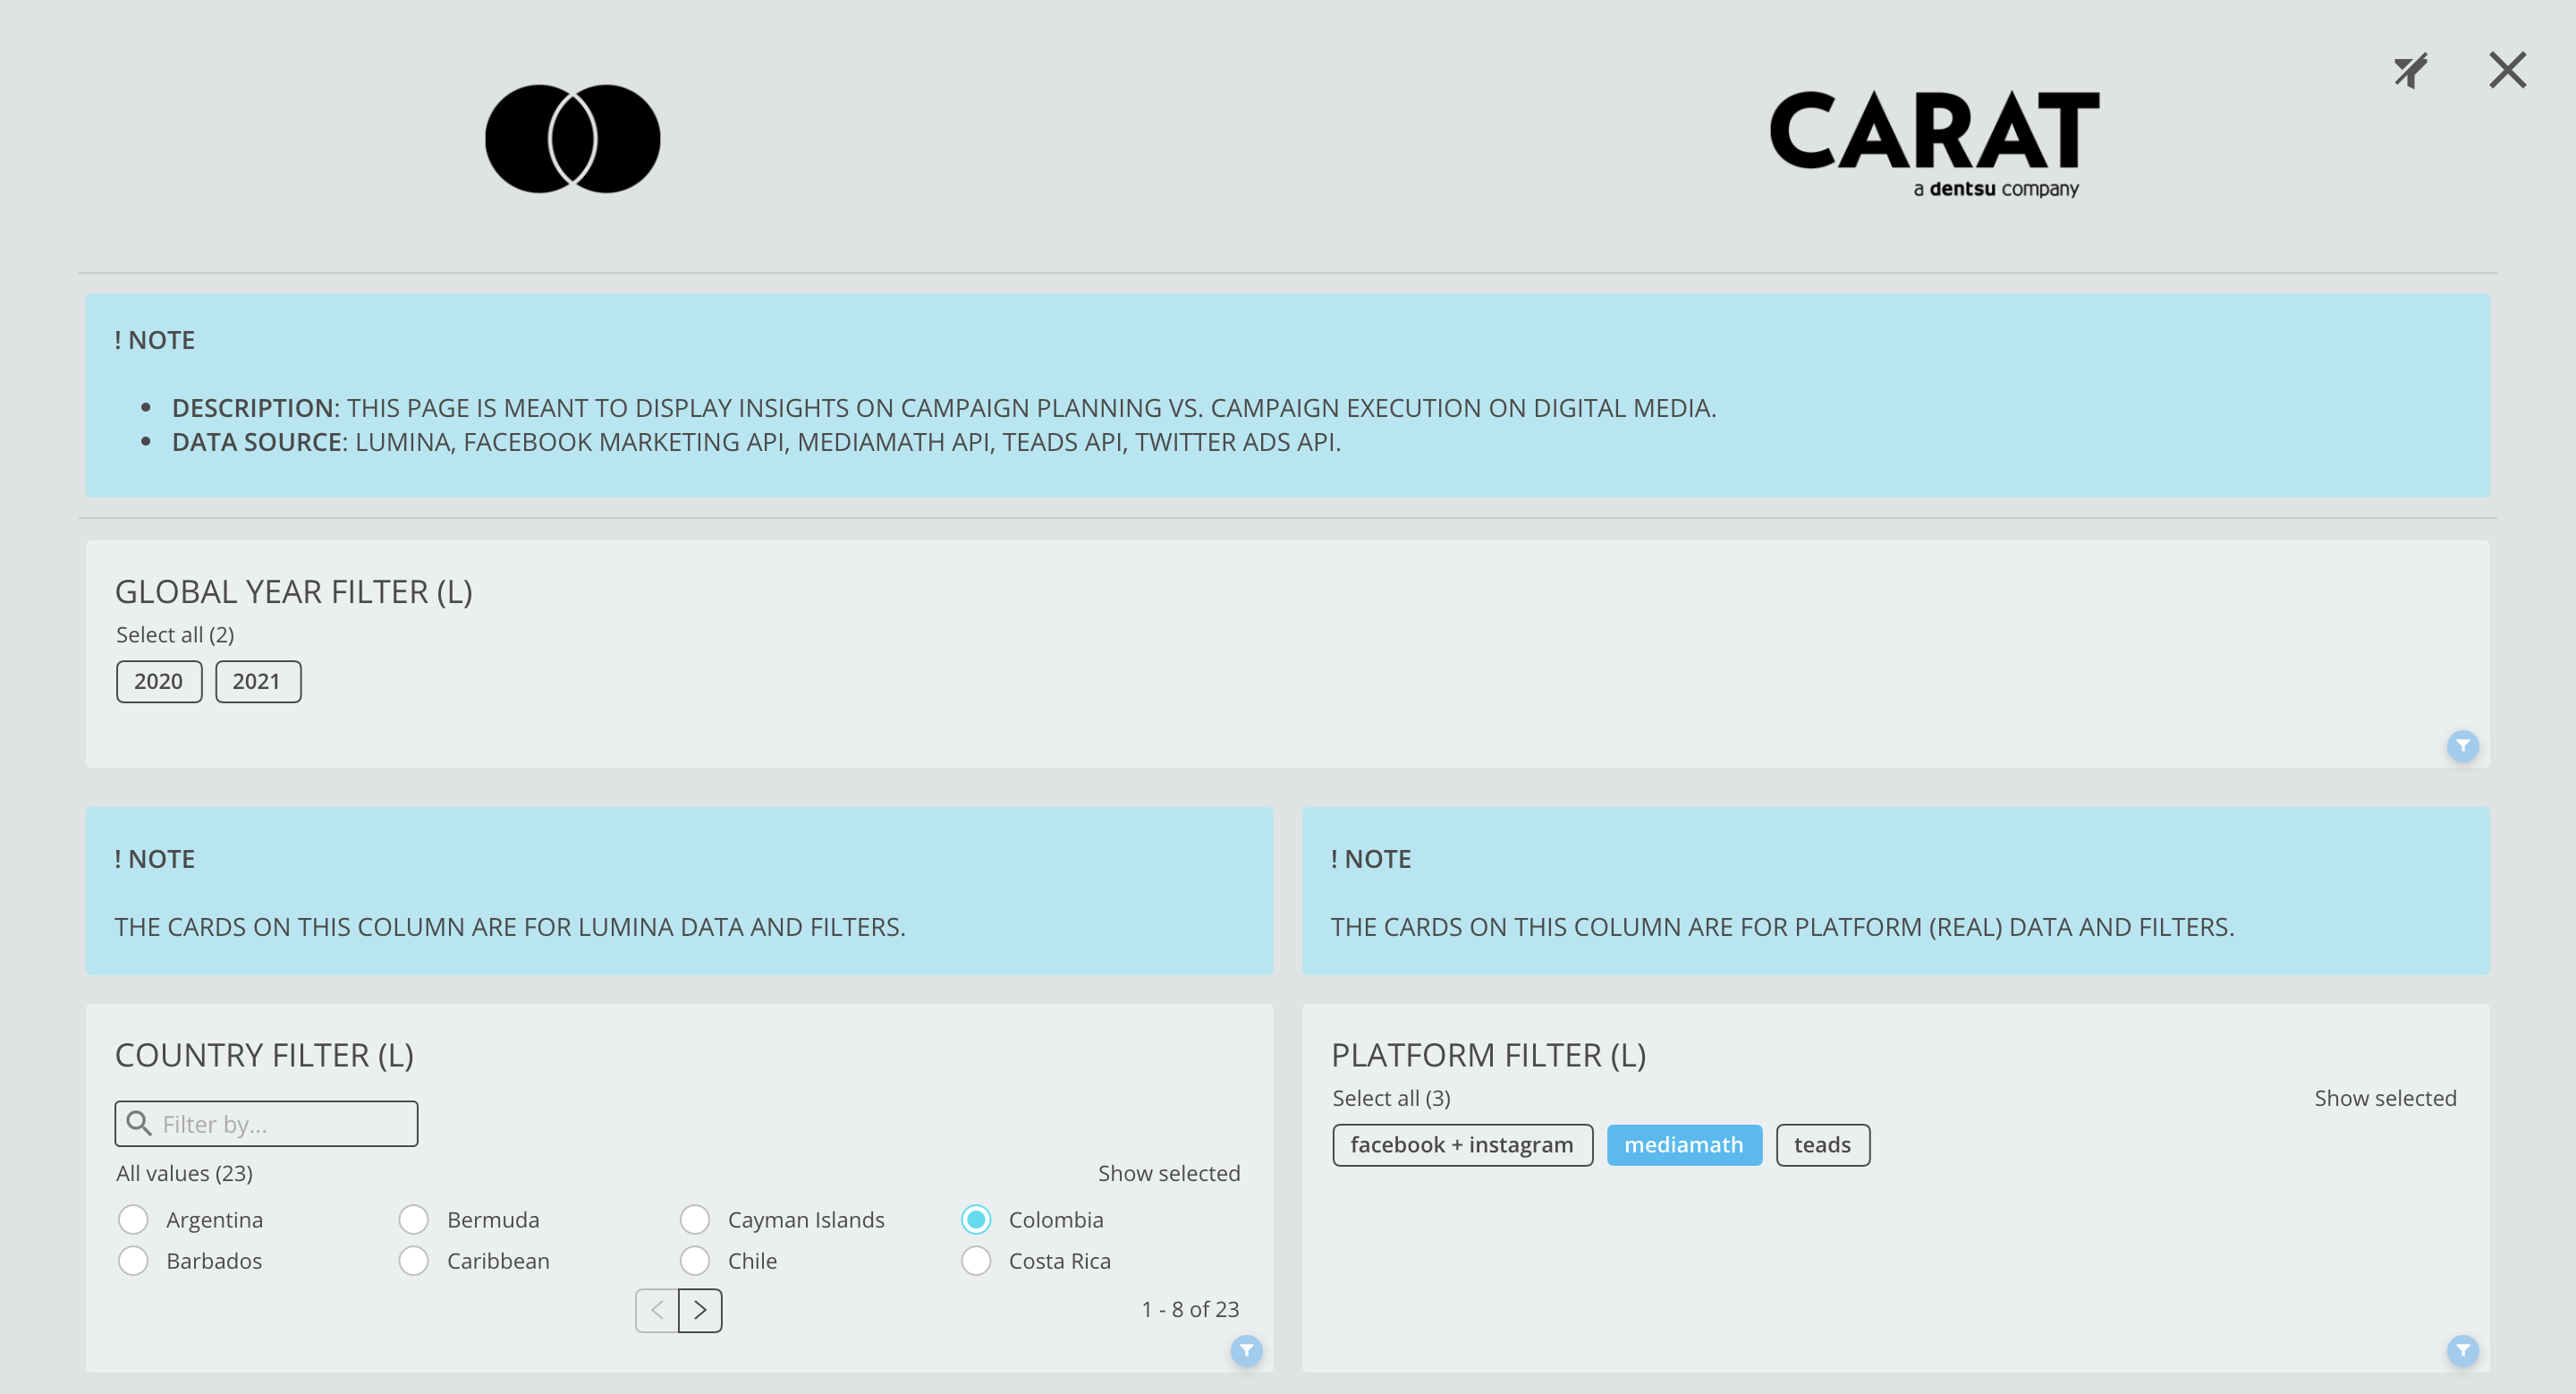 CARAT
a dentsu company
! NOTE
• DESCRIPTION: THIS PAGE IS MEANT TO DISPLAY INSIGHTS ON CAMPAIGN PLANNING VS. CAMPAIGN EXECUTION ON DIGITAL MEDIA.
• DATA SOURCE: LUMINA, FACEBOOK MARKETING API, MEDIAMATH API, TEADS API, TWITTER ADS API.
GLOBAL YEAR FILTER (L)
Select all (2)
2020 2021
! NOTE
THE CARDS ON THIS COLUMN ARE FOR LUMINA DATA AND FILTERS.
! NOTE
THE CARDS ON THIS COLUMN ARE FOR PLATFORM (REAL) DATA AND FILTERS.
COUNTRY FILTER (L)
Filter by...
All values (23) Show selected
Argentina Bermuda Cayman Islands Colombia
Barbados Caribbean Chile Costa Rica
1 - 8 of 23
PLATFORM FILTER (L)
Select all (3) Show selected
facebook + instagram mediamath teads